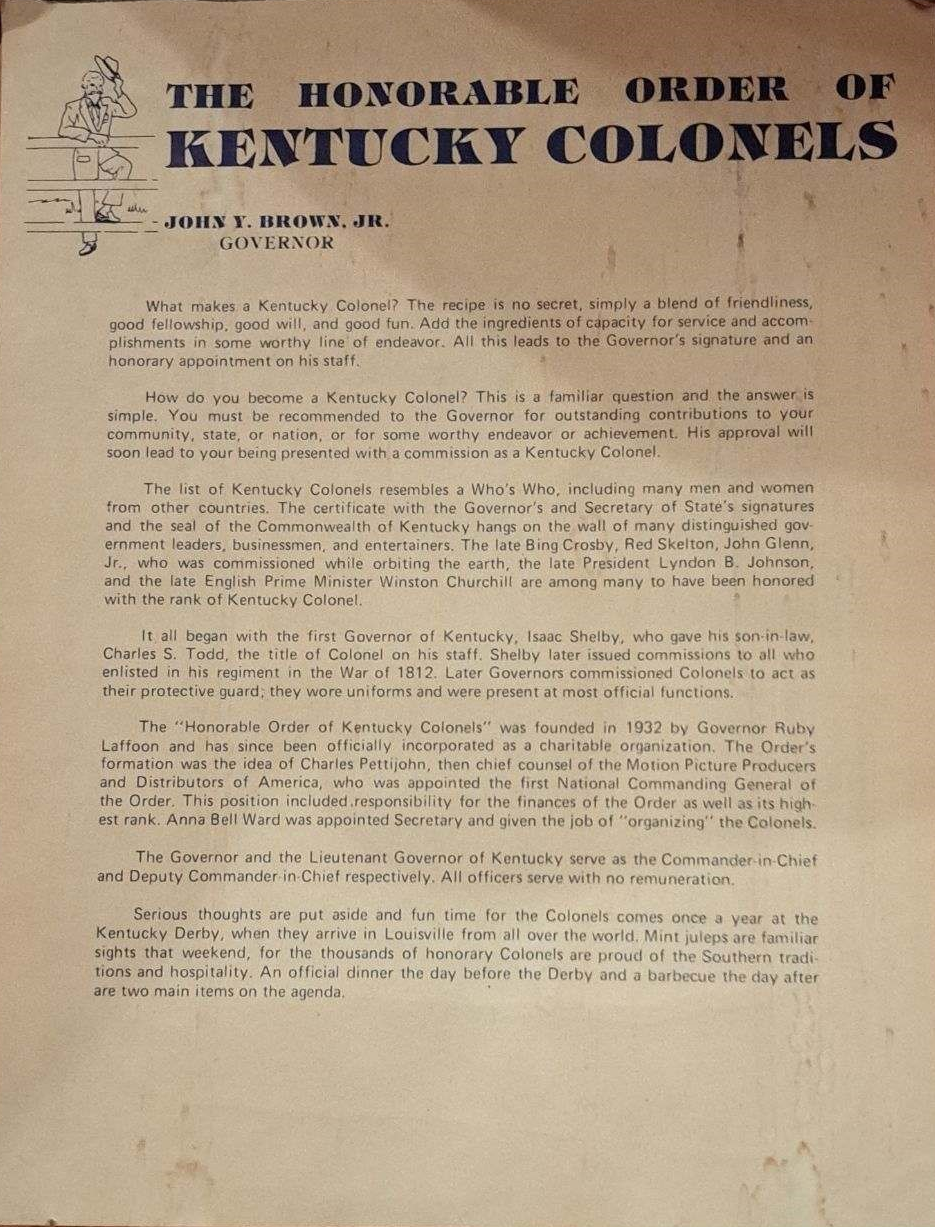 THE HONORABLE ORDER OF
KENTUCKY COLONELS
JOHN Y. BROWN, JR.
GOVERNOR
What makes a Kentucky Colonel? The recipe is no secret, simply a blend of friendliness,
good fellowship, good will, and good fun. Add the ingredients of capacity for service and accom-
plishments in some worthy line of endeavor. All this leads to the Governor's signature and an
honorary appointment on his staff.
How do you become a Kentucky Colonel? This is a familiar question and the answer is
simple. You must be recommended to the Governor for outstanding contributions to your
community, state, or nation, or for some worthy endeavor or achievement. His approval will
soon lead to your being presented with a commission as a Kentucky Colonel.
The list of Kentucky Colonels resembles a Who's Who, including many men and women
from other countries. The certificate with the Governor's and Secretary of State's signatures
and the seal of the Commonwealth of Kentucky hangs on the wall of many distinguished gov-
ernment leaders, businessmen, and entertainers. The late Bing Crosby, Red Skelton, John Glenn,
Jr., who was commissioned while orbiting the earth, the late President Lyndon B. Johnson,
and the late English Prime Minister Winston Churchill are among many to have been honored
with the rank of Kentucky Colonel.
It all began with the first Governor of Kentucky, Isaac Shelby, who gave his son-in-law,
Charles S. Todd, the title of Colonel on his staff. Shelby later issued commissions to all who
enlisted in his regiment in the War of 1812. Later Governors commissioned Colonels to act as
their protective guard; they wore uniforms and were present at most official functions.
The "Honorable Order of Kentucky Colonels" was founded in 1932 by Governor Ruby
Laffoon and has since been officially incorporated as a charitable organization. The Order's
formation was the idea of Charles Pettijohn, then chief counsel of the Motion Picture Producers
and Distributors of America, who was appointed the first National Commanding General of
the Order. This position included responsibility for the finances of the Order as well as its high-
est rank. Anna Bell Ward was appointed Secretary and given the job of "organizing" the Colonels.
The Governor and the Lieutenant Governor of Kentucky serve as the Commander-in-Chief
and Deputy Commander-in-Chief respectively. All officers serve with no remuneration.
Serious thoughts are put aside and fun time for the Colonels comes once a year at the
Kentucky Derby, when they arrive in Louisville from all over the world. Mint juleps are familiar
sights that weekend, for the thousands of honorary Colonels are proud of the Southern tradi-
tions and hospitality. An official dinner the day before the Derby and a barbecue the day after
are two main items on the agenda.